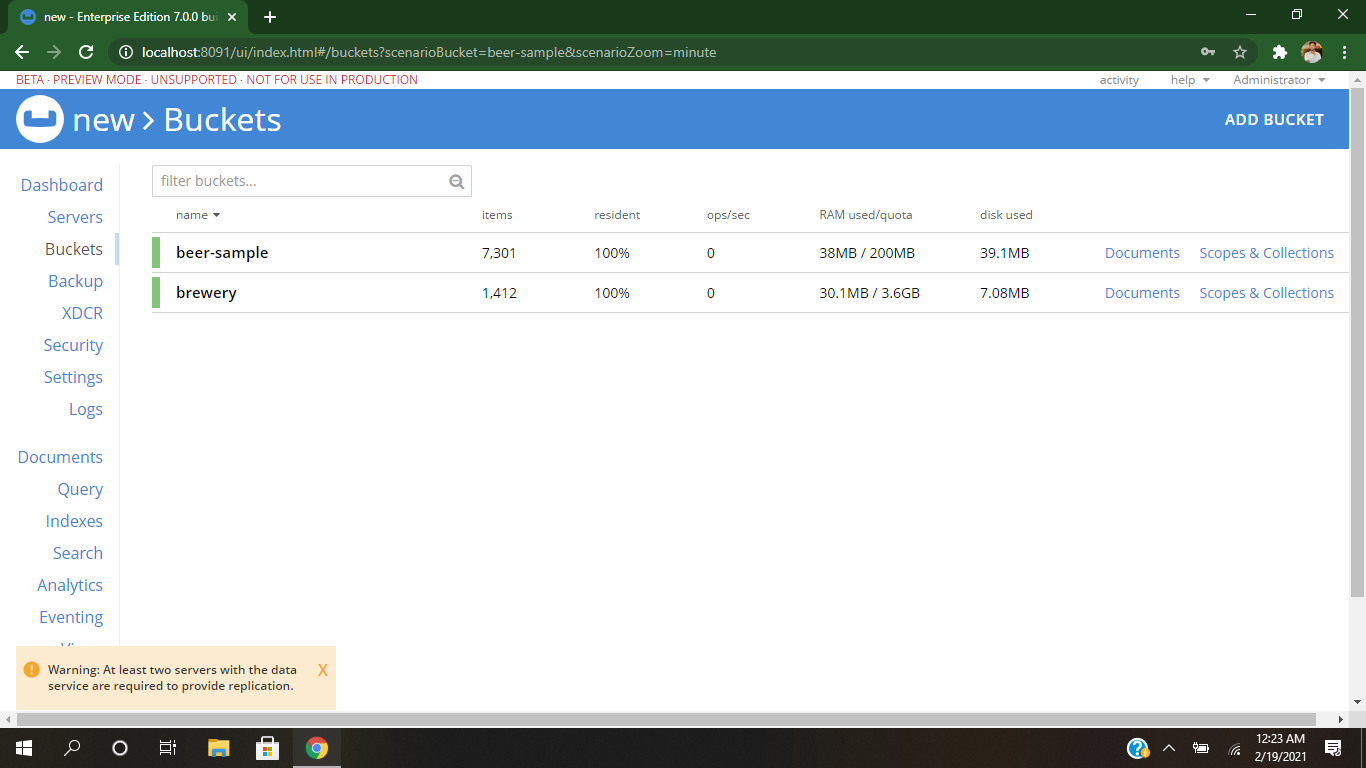 new - Enterprise Edition 7.0.0 bui
localhost:8091/ui/index.html#/buckets?scenarioBucket=beer-sample&scenarioZoom=minute
BETA · PREVIEW MODE · UNSUPPORTED · NOT FOR USE IN PRODUCTION
activity help Administrator
new > Buckets
ADD BUCKET
Dashboard
Servers
Buckets
Backup
XDCR
Security
Settings
Logs
Documents
Query
Indexes
Search
Analytics
Eventing
filter buckets...
name items resident ops/sec RAM used/quota disk used
beer-sample 7,301 100% 0 38MB / 200MB 39.1MB Documents Scopes & Collections
brewery 1,412 100% 0 30.1MB / 3.6GB 7.08MB Documents Scopes & Collections
Warning: At least two servers with the data X
service are required to provide replication.
12:23 AM
2/19/2021